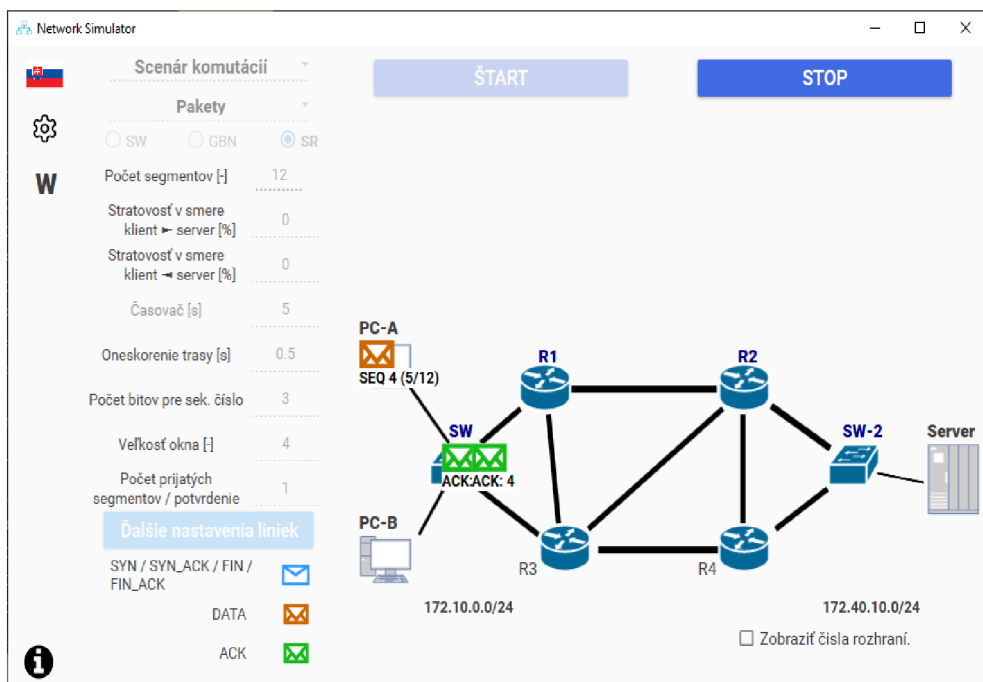 Network Simulator
Scenár komutácií
ŠTART
STOP
Pakety
SW GBN SR
W
Počet segmentov [-] 12
Stratovosť v smere
klient ► server [%] 0
Stratovosť v smere
klient ◄ server [%] 0
Časovač [s] 5
Oneskorenie trasy [s] 0.5
Počet bitov pre sek. číslo 3
Veľkosť okna [-] 4
Počet prijatých
segmentov / potvrdenie 1
Ďalšie nastavenia liniek
SYN / SYN_ACK / FIN /
FIN_ACK
DATA
ACK
PC-A
SEQ 4 (5/12)
R1
R2
SW
ACK:ACK: 4
SW-2
Server
PC-B
R3
R4
172.10.0.0/24
172.40.10.0/24
Zobraziť čisla rozhraní.